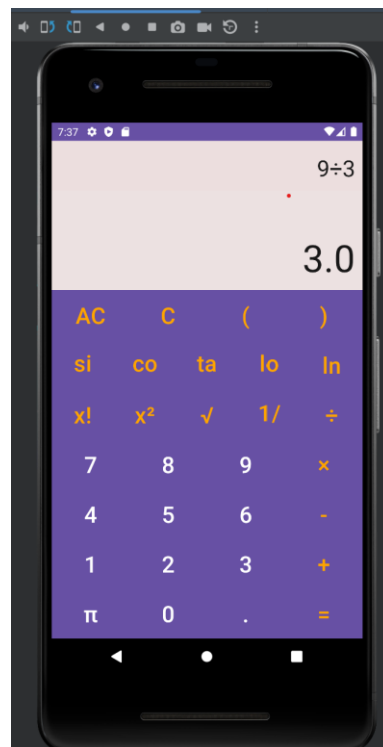 7:37
9÷3
3.0
AC C ( )
si co ta lo ln
x! x² √ 1/ ÷
7 8 9 ×
4 5 6 -
1 2 3 +
π 0 . =